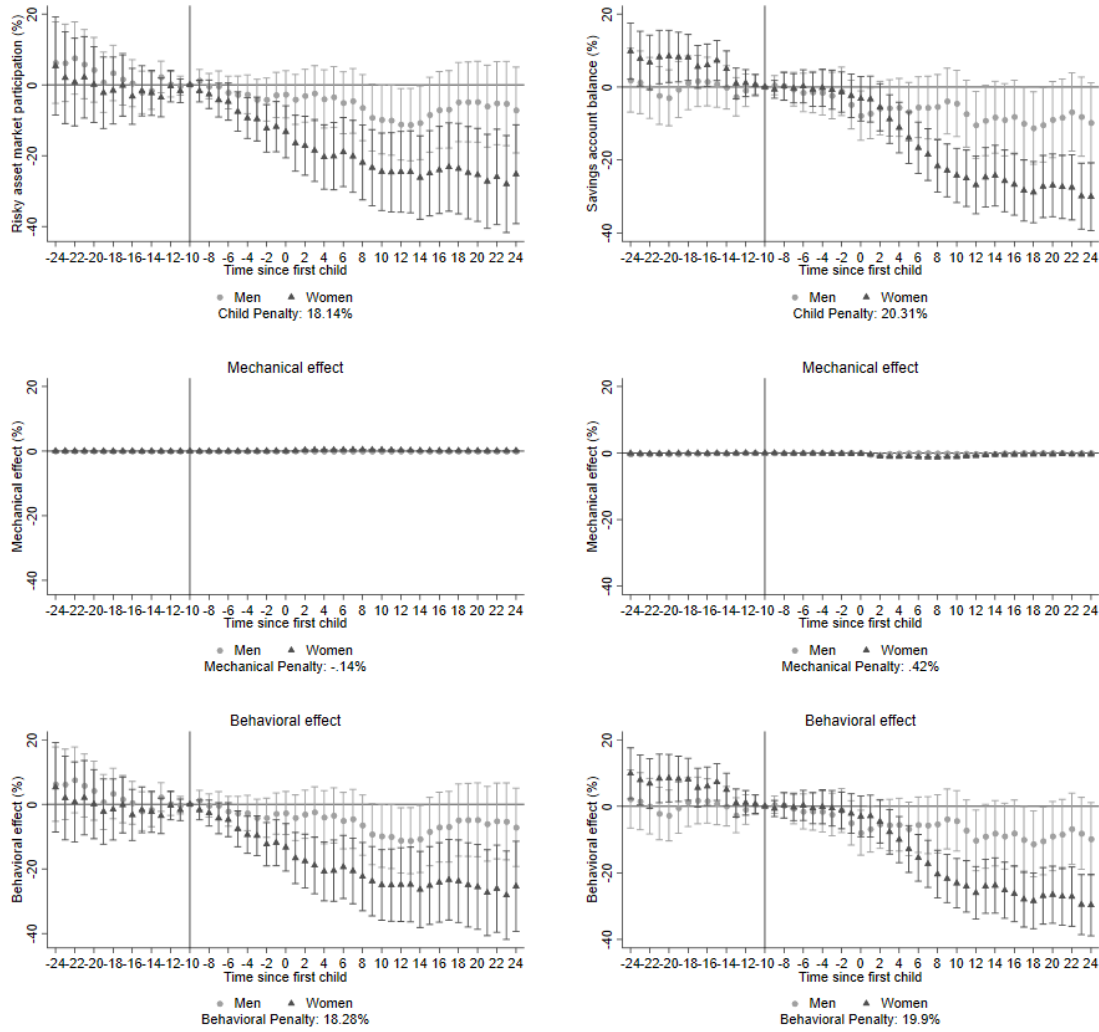 Risky asset market participation (%)
20
0
-20
-40
-24-22-20-18-16-14-12-10 -8 -6 -4 -2 0 2 4 6 8 10 12 14 16 18 20 22 24
Time since first child
Men Women
Child Penalty: 18.14%
Savings account balance (%)
20
0
-20
-40
-24-22-20-18-16-14-12-10 -8 -6 -4 -2 0 2 4 6 8 10 12 14 16 18 20 22 24
Time since first child
Men Women
Child Penalty: 20.31%
Mechanical effect
Mechanical effect (%)
20
0
-20
-40
-24-22-20-18-16-14-12-10 -8 -6 -4 -2 0 2 4 6 8 10 12 14 16 18 20 22 24
Time since first child
Men Women
Mechanical Penalty: -.14%
Mechanical effect
Mechanical effect (%)
20
0
-20
-40
-24-22-20-18-16-14-12-10 -8 -6 -4 -2 0 2 4 6 8 10 12 14 16 18 20 22 24
Time since first child
Men Women
Mechanical Penalty: .42%
Behavioral effect
Behavioral effect (%)
20
0
-20
-40
-24-22-20-18-16-14-12-10 -8 -6 -4 -2 0 2 4 6 8 10 12 14 16 18 20 22 24
Time since first child
Men Women
Behavioral Penalty: 18.28%
Behavioral effect
Behavioral effect (%)
20
0
-20
-40
-24-22-20-18-16-14-12-10 -8 -6 -4 -2 0 2 4 6 8 10 12 14 16 18 20 22 24
Time since first child
Men Women
Behavioral Penalty: 19.9%